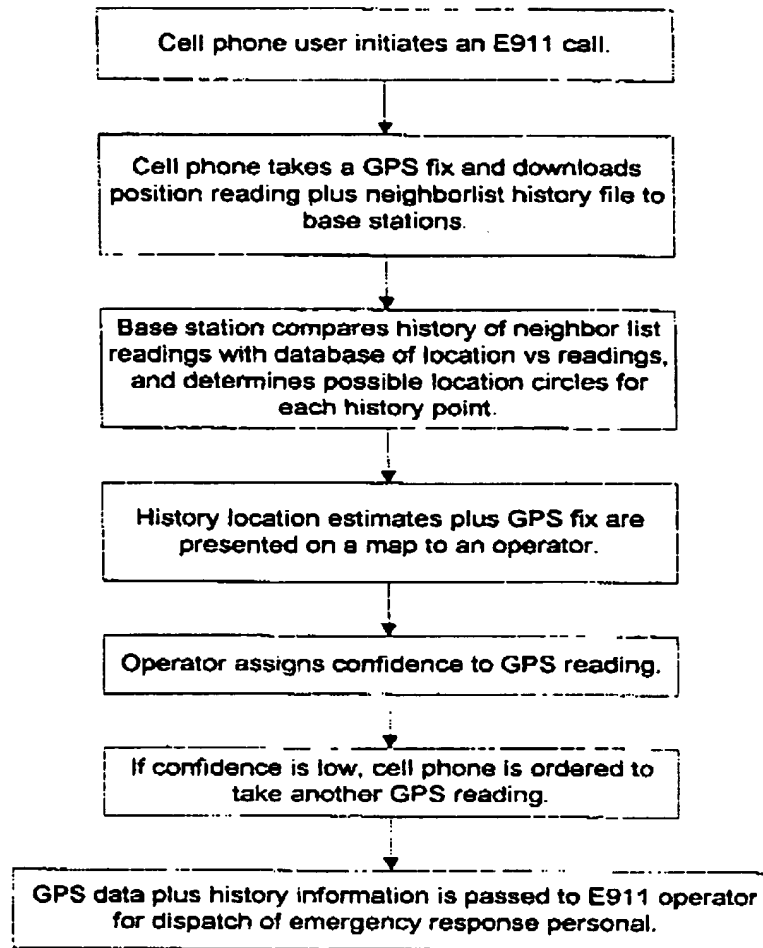 Cell phone user initiates an E911 call.
Cell phone takes a GPS fix and downloads
position reading plus neighborlist history file to
base stations.
Base station compares history of neighbor list
readings with database of location vs readings,
and determines possible location circles for
each history point.
History location estimates plus GPS fix are
presented on a map to an operator.
Operator assigns confidence to GPS reading.
If confidence is low, cell phone is ordered to
take another GPS reading.
GPS data plus history information is passed to E911 operator
for dispatch of emergency response personal.